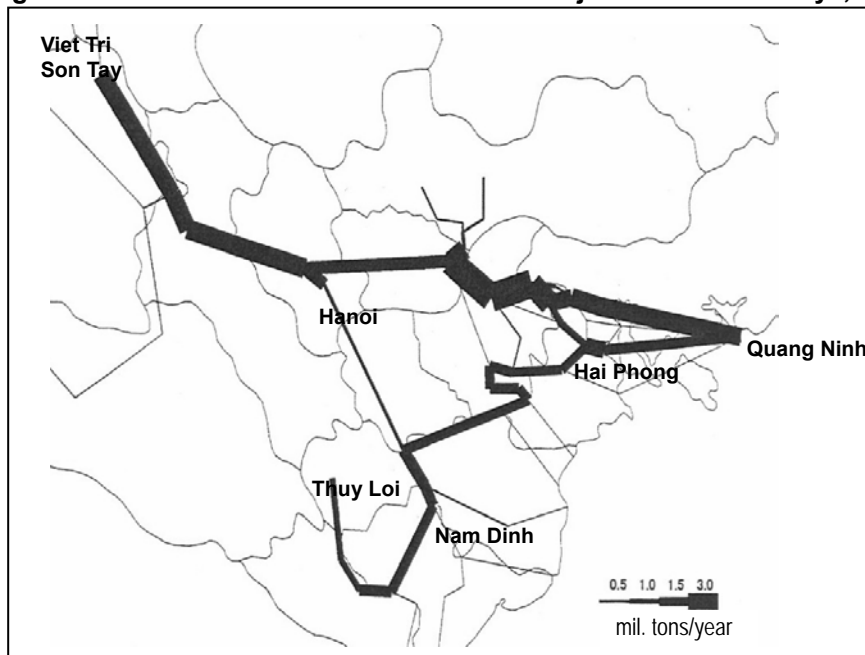 Viet Tri
Son Tay
Hanoi
Quang Ninh
Hai Phong
Thuy Loi
Nam Dinh
0.5 1.0 1.5 3.0
mil. tons/year